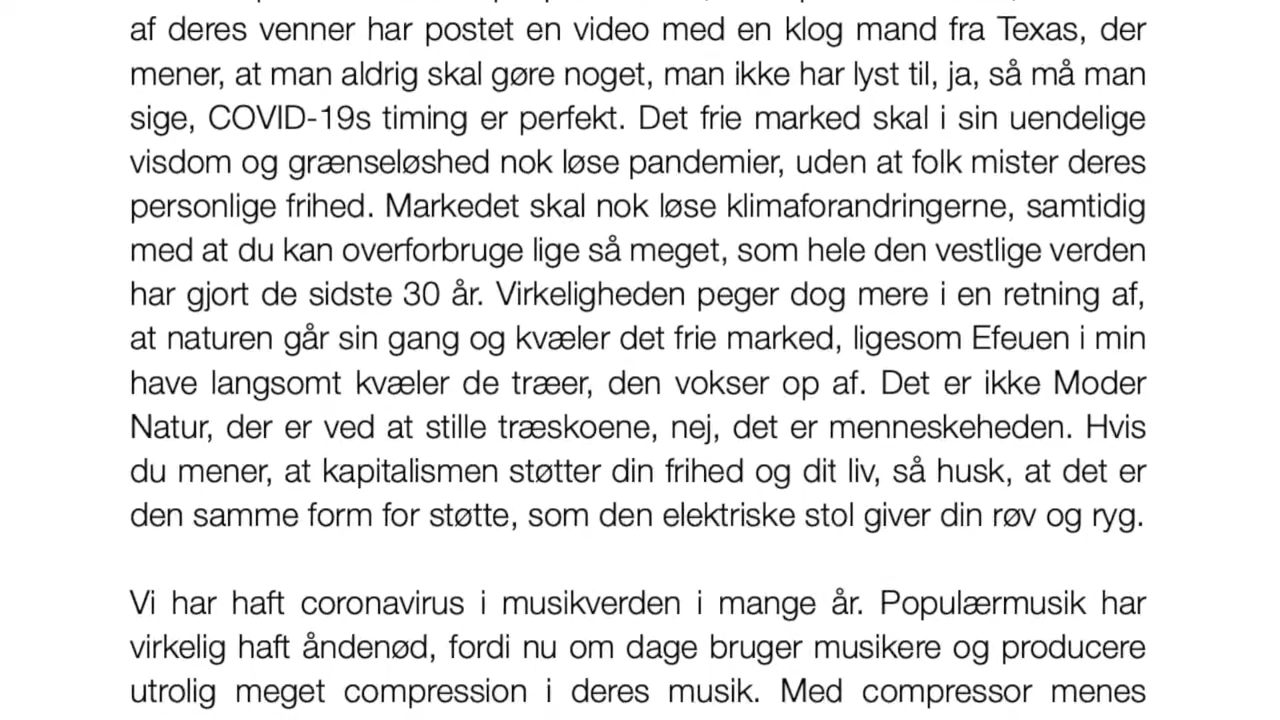 af deres venner har postet en video med en klog mand fra Texas, der
mener, at man aldrig skal gøre noget, man ikke har lyst til, ja, så må man
sige, COVID-19s timing er perfekt. Det frie marked skal i sin uendelige
visdom og grænseløshed nok løse pandemier, uden at folk mister deres
personlige frihed. Markedet skal nok løse klimaforandringerne, samtidig
med at du kan overforbruge lige så meget, som hele den vestlige verden
har gjort de sidste 30 år. Virkeligheden peger dog mere i en retning af,
at naturen går sin gang og kvæler det frie marked, ligesom Efeuen i min
have langsomt kvæler de træer, den vokser op af. Det er ikke Moder
Natur, der er ved at stille træskoene, nej, det er menneskeheden. Hvis
du mener, at kapitalismen støtter din frihed og dit liv, så husk, at det er
den samme form for støtte, som den elektriske stol giver din røv og ryg.
Vi har haft coronavirus i musikverden i mange år. Populærmusik har
virkelig haft åndenød, fordi nu om dage bruger musikere og producere
utrolig meget compression i deres musik. Med compressor menes